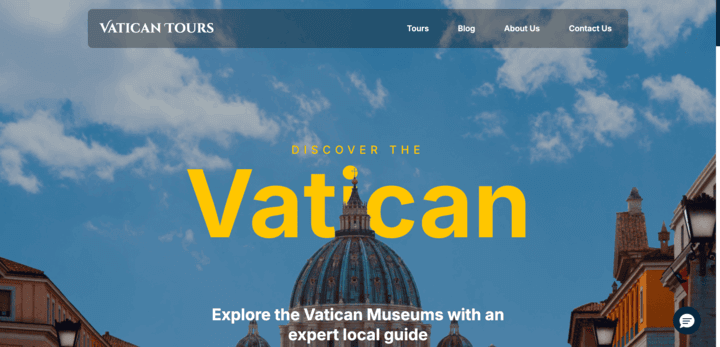 VATICAN TOURS
Tours Blog About Us Contact Us
DISCOVER THE
Vatican
Explore the Vatican Museums with an
expert local guide